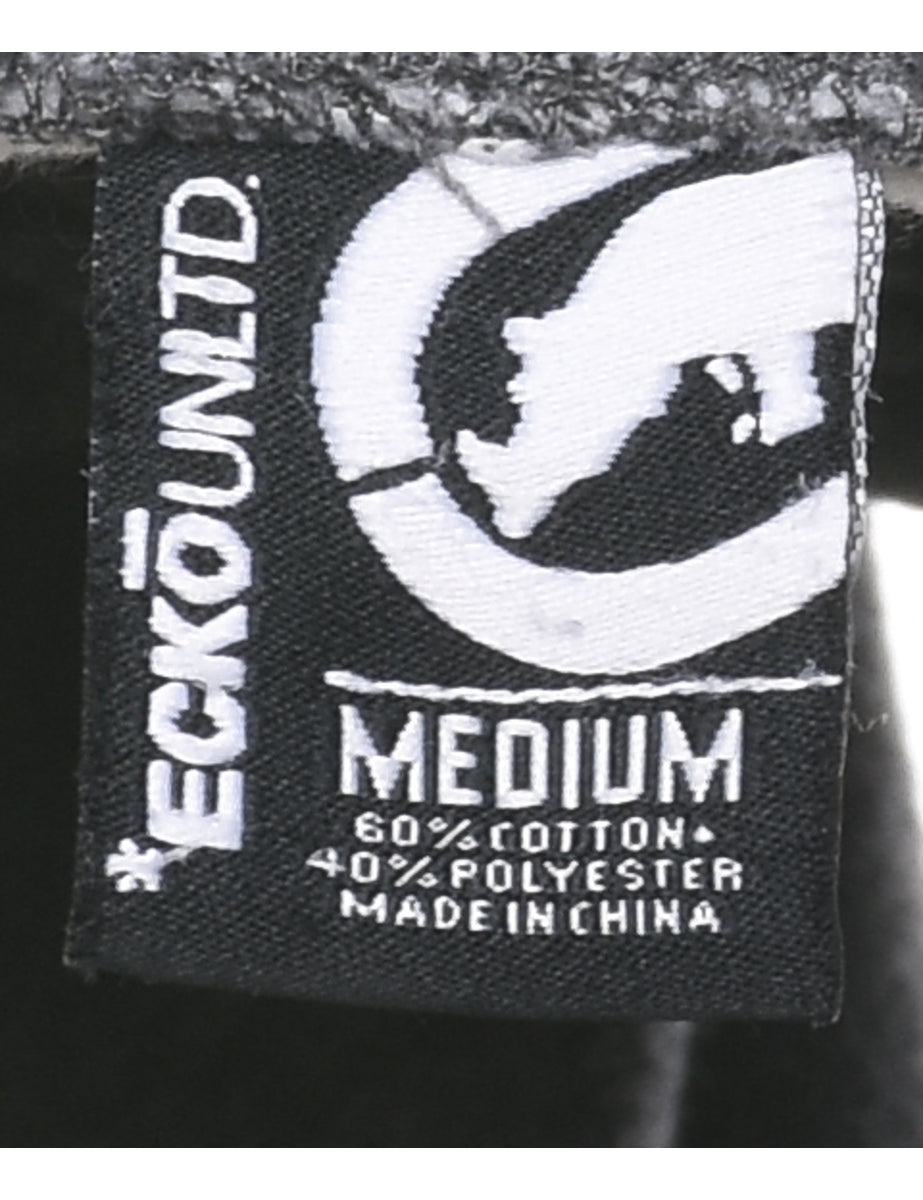 *ECKŌUNLTD.
MEDIUM
60%COTTON
40%POLYESTER
MADE IN CHINA